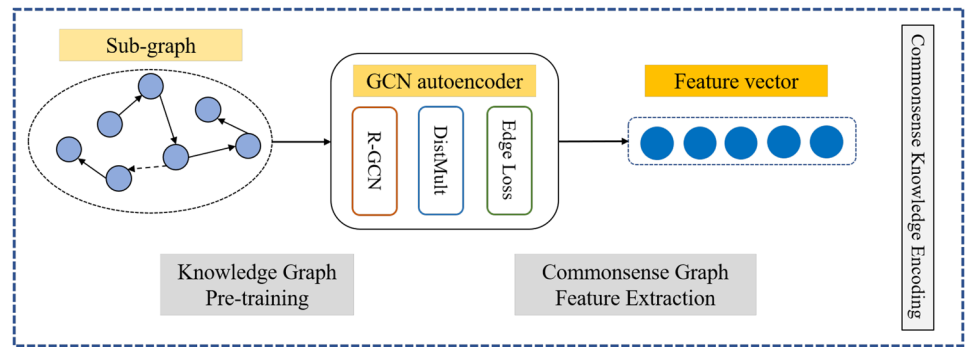 Sub-graph
GCN autoencoder
R-GCN
DistMult
Edge Loss
Feature vector
Knowledge Graph
Pre-training
Commonsense Graph
Feature Extraction
Commonsense Knowledge Encoding